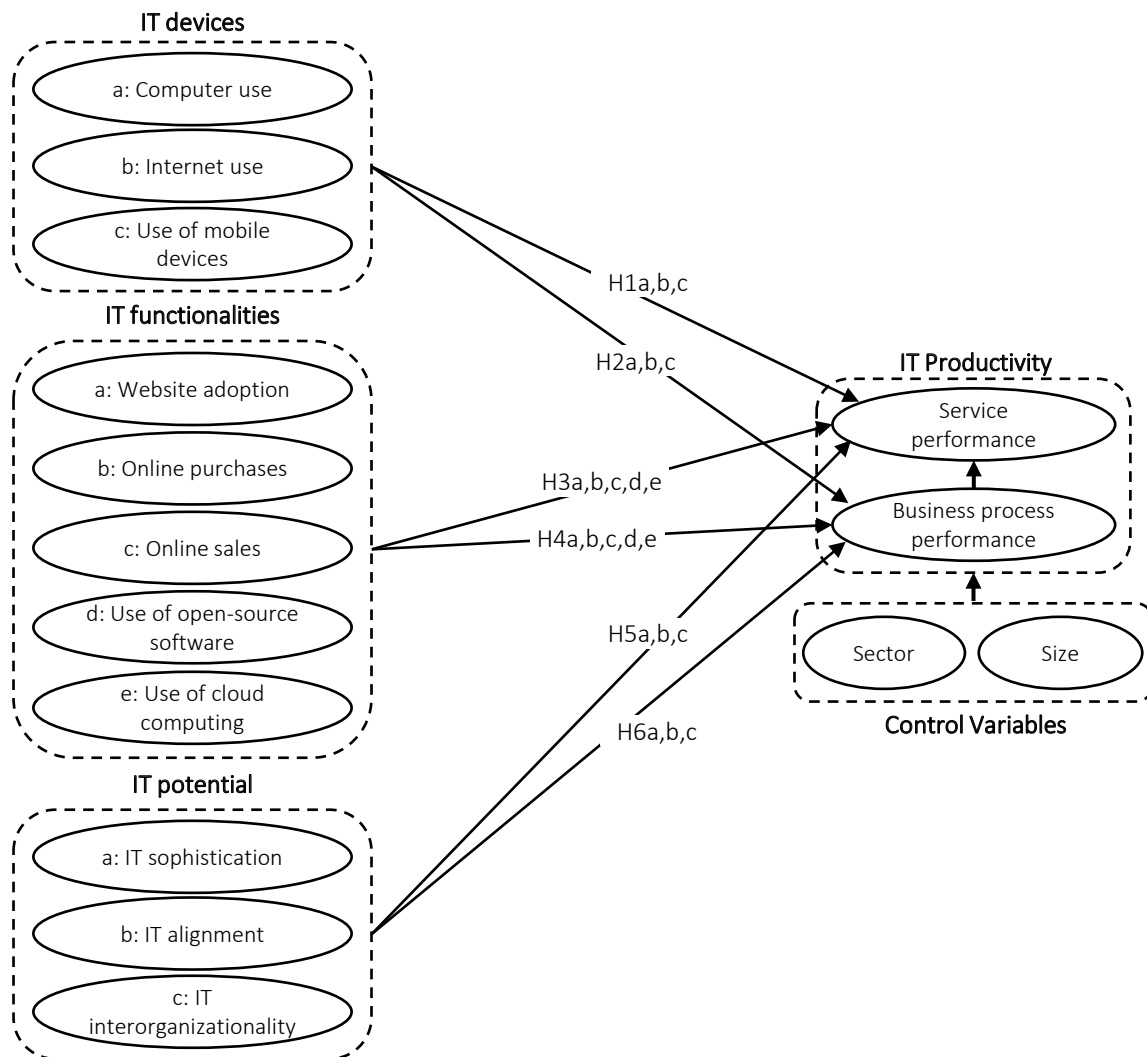 IT devices
a: Computer use
b: Internet use
c: Use of mobile
devices
IT functionalities
a: Website adoption
b: Online purchases
c: Online sales
d: Use of open-source
software
e: Use of cloud
computing
IT potential
a: IT sophistication
b: IT alignment
c: IT
interorganizationality
H1a,b,c
H2a,b,c
H3a,b,c,d,e
H4a,b,c,d,e
H5a,b,c
H6a,b,c
IT Productivity
Service
performance
Business process
performance
Sector
Size
Control Variables